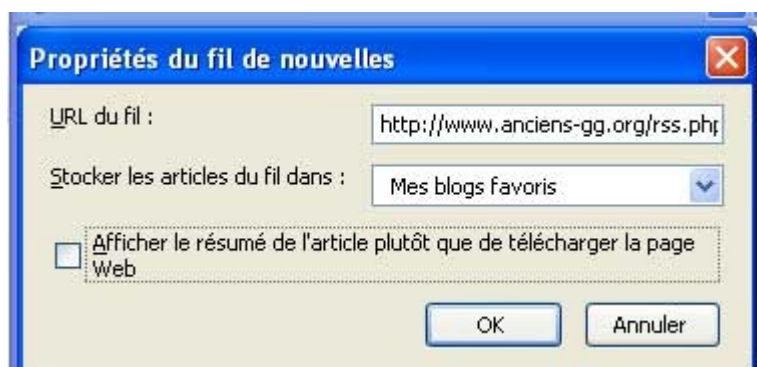 Propriétés du fil de nouvelles
URL du fil :
http://www.anciens-gg.org/rss.php
Stocker les articles du fil dans :
Mes blogs favoris
Afficher le résumé de l'article plutôt que de télécharger la page
Web
OK
Annuler